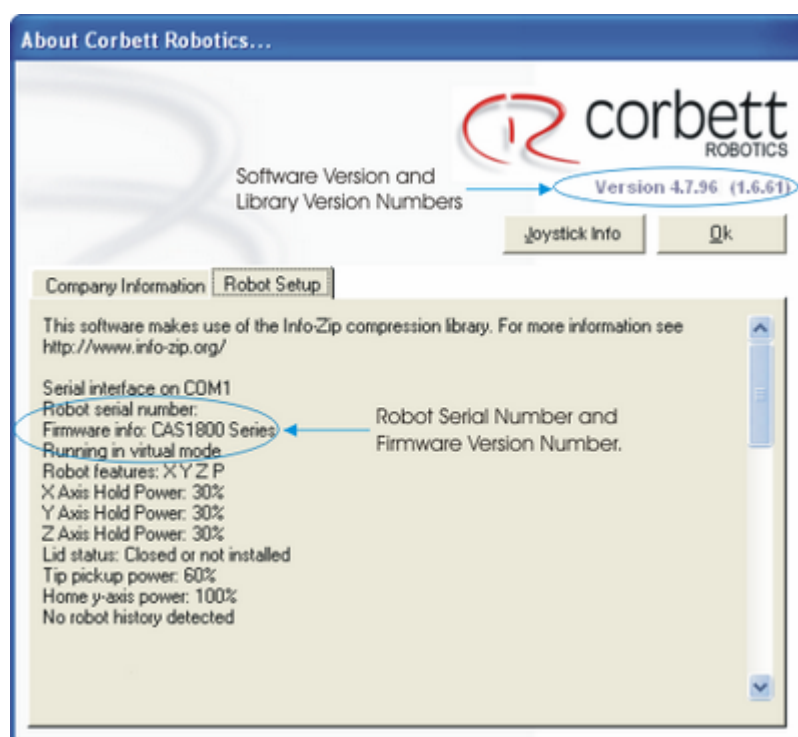 About Corbett Robotics...
corbett
ROBOTICS
Software Version and
Library Version Numbers
Version 4.7.96 (1.6.61)
Joystick Info
Ok
Company Information
Robot Setup
This software makes use of the Info-Zip compression library. For more information see
http://www.info-zip.org/
Serial interface on COM1
Robot serial number:
Firmware info: CAS1800 Series
Running in virtual mode
Robot features: X Y Z P
X Axis Hold Power: 30%
Y Axis Hold Power: 30%
Z Axis Hold Power: 30%
Lid status: Closed or not installed
Tip pickup power: 60%
Home y-axis power: 100%
No robot history detected
Robot Serial Number and
Firmware Version Number.